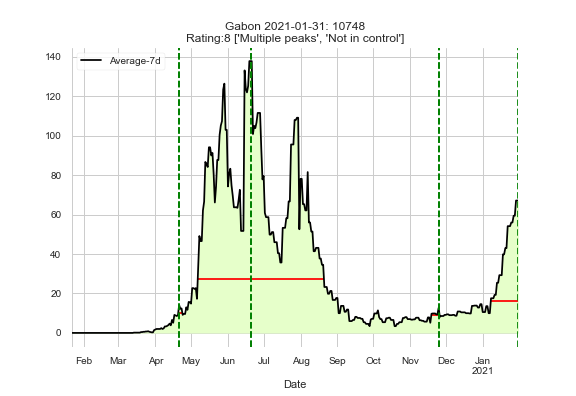 Gabon 2021-01-31: 10748
Rating:8 ['Multiple peaks', 'Not in control']
Average-7d
140
120
100
80
60
40
20
0
Feb Mar Apr May Jun Jul Aug Sep Oct Nov Dec Jan
2021
Date